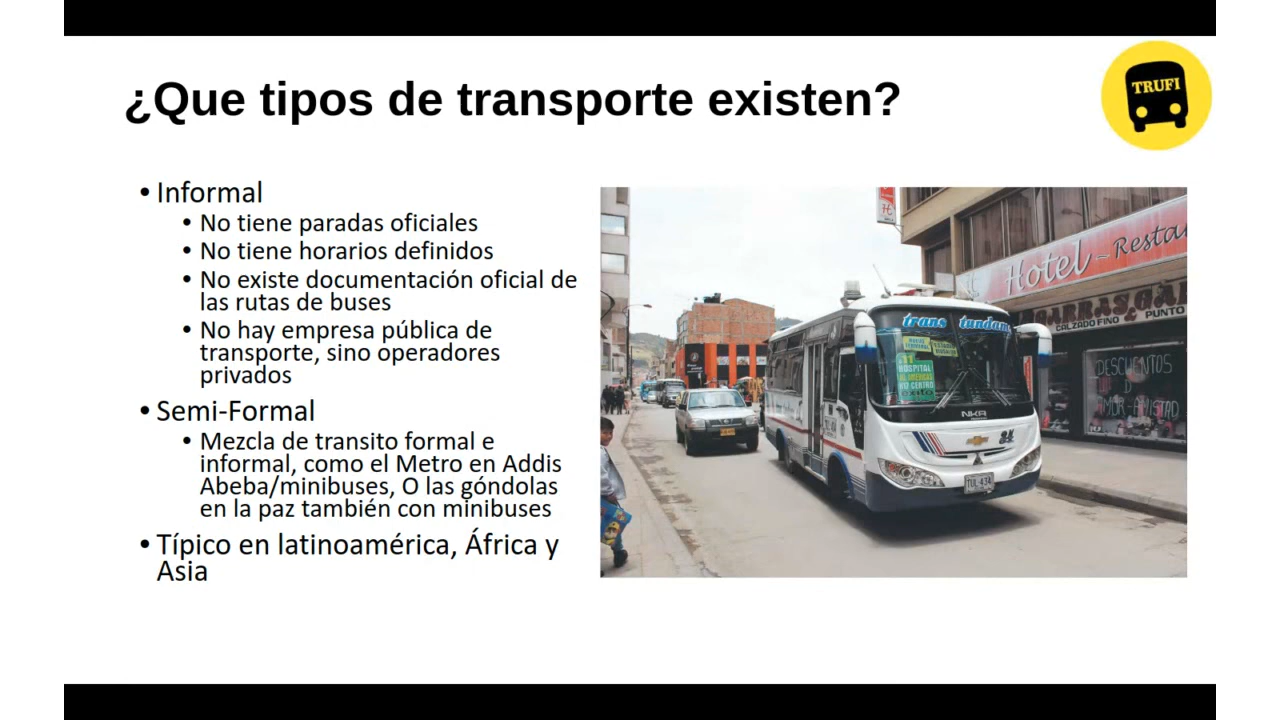 ¿Que tipos de transporte existen?
TRUFI
• Informal
• No tiene paradas oficiales
• No tiene horarios definidos
• No existe documentación oficial de
las rutas de buses
• No hay empresa pública de
transporte, sino operadores
privados
• Semi-Formal
• Mezcla de transito formal e
informal, como el Metro en Addis
Abeba/minibuses, O las góndolas
en la paz también con minibuses
• Típico en latinoamérica, África y
Asia
Hotel - Resta
CALZADO FINO & PUNTO
DESCUENTOS
D
AMOR-AMISTAD
trans tundam
HOSPITAL
NKR
TUL-434